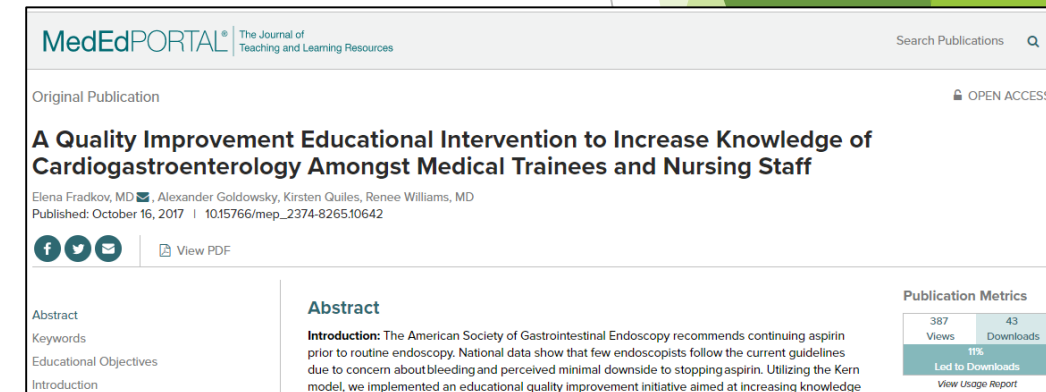 MedEdPORTAL® The Journal of
Teaching and Learning Resources
Search Publications
Original Publication
OPEN ACCESS
A Quality Improvement Educational Intervention to Increase Knowledge of
Cardiogastroenterology Amongst Medical Trainees and Nursing Staff
Elena Fradkov, MD, Alexander Goldowsky, Kirsten Quiles, Renee Williams, MD
Published: October 16, 2017 | 10.15766/mep_2374-8265.10642
View PDF
Abstract
Keywords
Educational Objectives
Introduction
Abstract
Introduction: The American Society of Gastrointestinal Endoscopy recommends continuing aspirin
prior to routine endoscopy. National data show that few endoscopists follow the current guidelines
due to concern about bleeding and perceived minimal downside to stopping aspirin. Utilizing the Kern
model, we implemented an educational quality improvement initiative aimed at increasing knowledge
Publication Metrics
387 43
Views Downloads
11%
Led to Downloads
View Usage Report